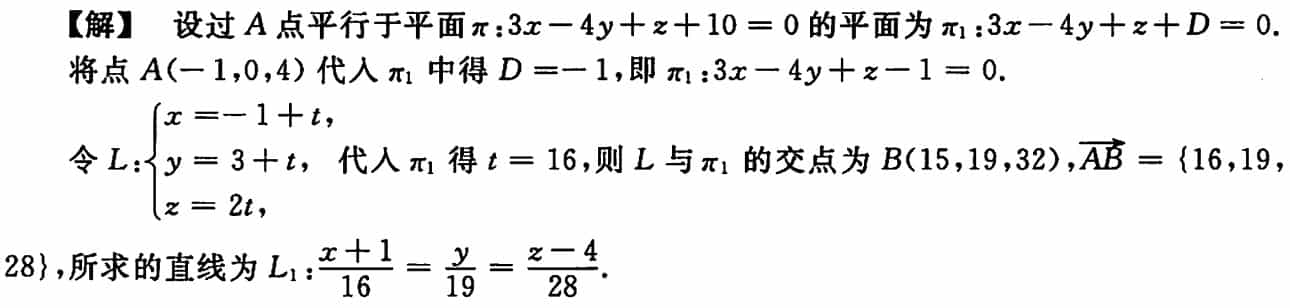 【解】 设过 A 点平行于平面 π:3x－4y＋z＋10＝0 的平面为 π₁:3x－4y＋z＋D＝0.
将点 A(－1,0,4) 代入 π₁ 中得 D＝－1,即 π₁:3x－4y＋z－1＝0.
令 L:{x＝－1＋t, y＝3＋t, z＝2t, 代入 π₁ 得 t＝16,则 L 与 π₁ 的交点为 B(15,19,32),\overrightarrow{AB}＝{16,19,
28},所求的直线为 L₁:\frac{x+1}{16}＝\frac{y}{19}＝\frac{z-4}{28}.